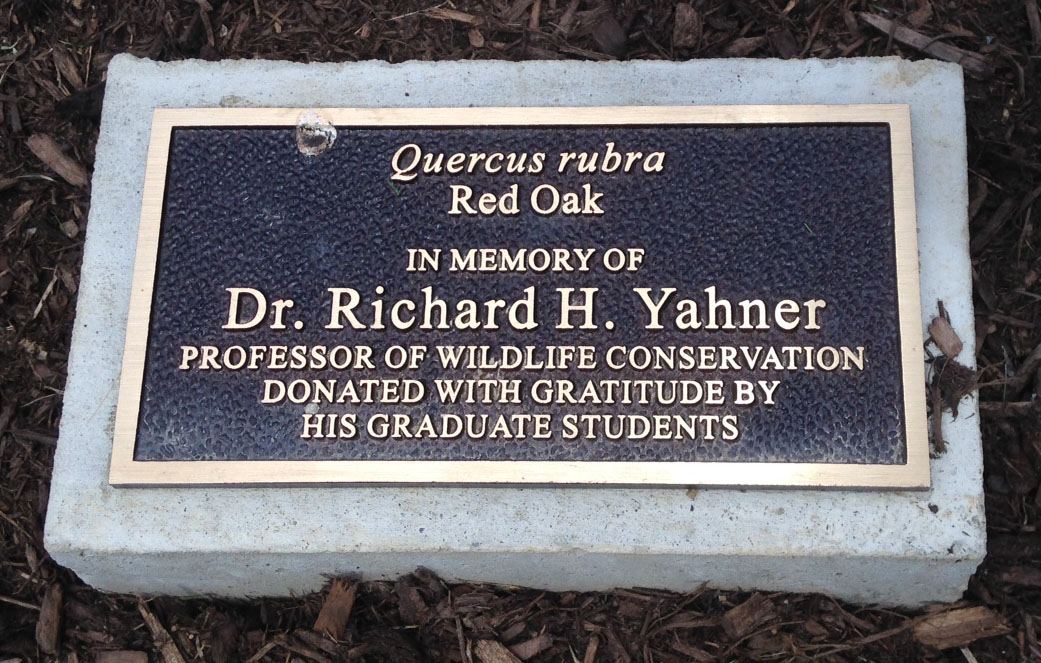 Quercus rubra
Red Oak
IN MEMORY OF
Dr. Richard H. Yahner
PROFESSOR OF WILDLIFE CONSERVATION
DONATED WITH GRATITUDE BY
HIS GRADUATE STUDENTS